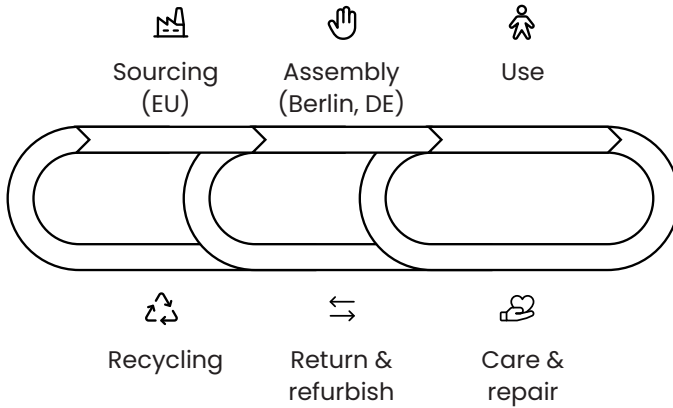 Sourcing
(EU)
Assembly
(Berlin, DE)
Use
Recycling
Return &
refurbish
Care &
repair